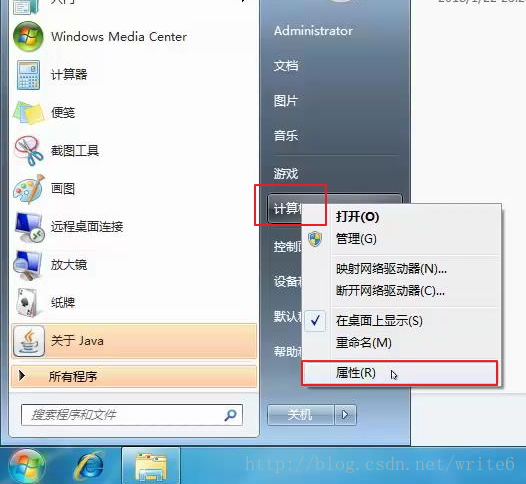 入门
2018/1/22 23:2
Windows Media Center
Administrator
计算器
文档
便笺
图片
截图工具
音乐
画图
游戏
远程桌面连接
计算机
打开(O)
管理(G)
放大镜
控制
映射网络驱动器(N)...
断开网络驱动器(C)...
纸牌
设备
在桌面上显示(S)
默认
关于 Java
重命名(M)
帮助和
所有程序
属性(R)
搜索程序和文件
关机
http://blog.csdn.net/write6